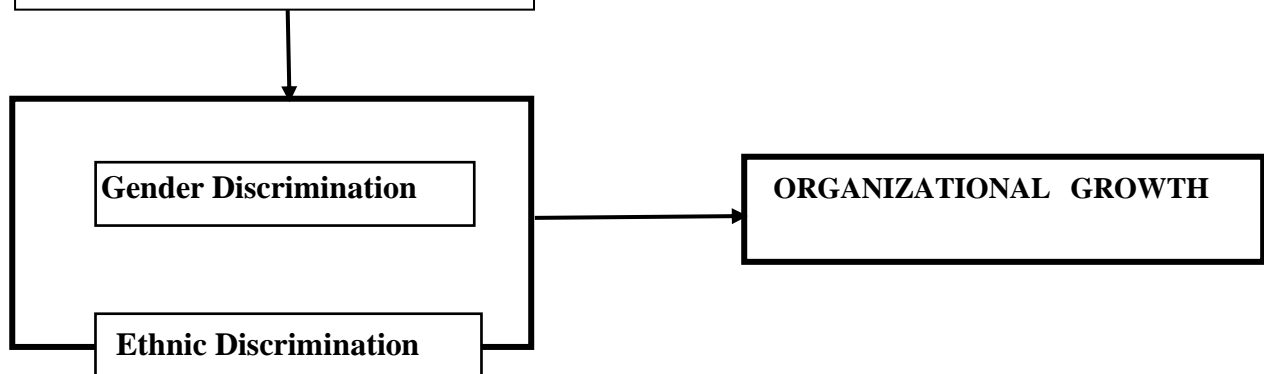 Gender Discrimination
ORGANIZATIONAL GROWTH
Ethnic Discrimination